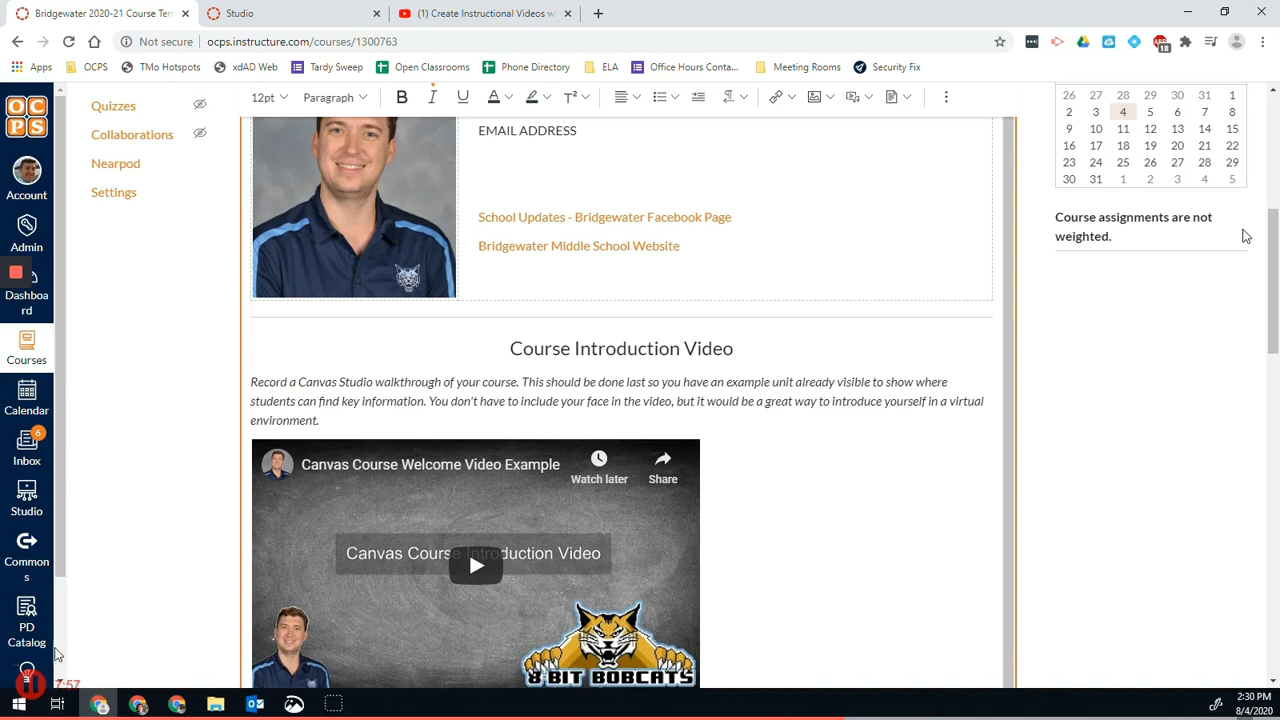 Bridgewater 2020-21 Course Tem
Studio
(1) Create Instructional Videos w
Not secure
ocps.instructure.com/courses/1300763
18
Apps
OCPS
TMo Hotspots
xdAD Web
Tardy Sweep
Open Classrooms
Phone Directory
ELA
Office Hours Conta...
Meeting Rooms
Security Fix
OCPS
Account
Admin
Dashboa
rd
Courses
Calendar
6
Inbox
Studio
Common
s
PD
Catalog
7:57
Quizzes
Collaborations
Nearpod
Settings
12pt
Paragraph
B
I
U
A
T²
EMAIL ADDRESS
School Updates - Bridgewater Facebook Page
Bridgewater Middle School Website
Course Introduction Video
Record a Canvas Studio walkthrough of your course. This should be done last so you have an example unit already visible to show where
students can find key information. You don't have to include your face in the video, but it would be a great way to introduce yourself in a virtual
environment.
Canvas Course Welcome Video Example
Watch later
Share
Canvas Course Introduction Video
8-BIT BOBCATS
26 27 28 29 30 31 1
2 3 4 5 6 7 8
9 10 11 12 13 14 15
16 17 18 19 20 21 22
23 24 25 26 27 28 29
30 31 1 2 3 4 5
Course assignments are not
weighted.
2:30 PM
8/4/2020